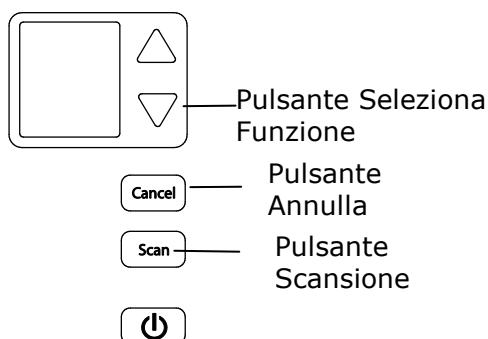 Pulsante Seleziona
Funzione
Cancel
Pulsante
Annulla
Scan
Pulsante
Scansione